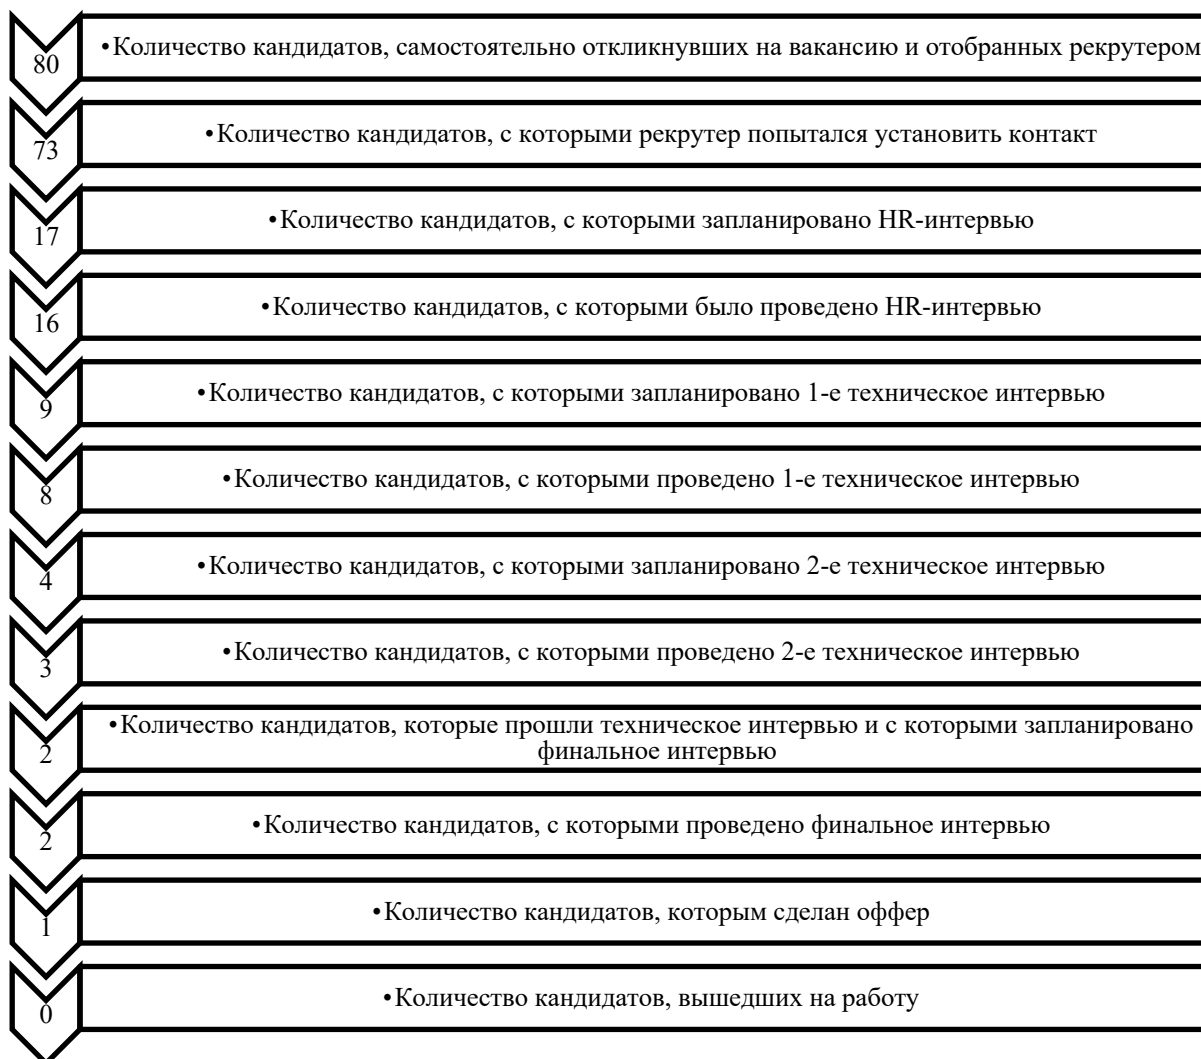 80
•Количество кандидатов, самостоятельно откликнувших на вакансию и отобранных рекрутером
73
•Количество кандидатов, с которыми рекрутер попытался установить контакт
17
•Количество кандидатов, с которыми запланировано HR-интервью
16
•Количество кандидатов, с которыми было проведено HR-интервью
9
•Количество кандидатов, с которыми запланировано 1-е техническое интервью
8
•Количество кандидатов, с которыми проведено 1-е техническое интервью
4
•Количество кандидатов, с которыми запланировано 2-е техническое интервью
3
•Количество кандидатов, с которыми проведено 2-е техническое интервью
2
•Количество кандидатов, которые прошли техническое интервью и с которыми запланировано
финальное интервью
2
•Количество кандидатов, с которыми проведено финальное интервью
1
•Количество кандидатов, которым сделан оффер
0
•Количество кандидатов, вышедших на работу